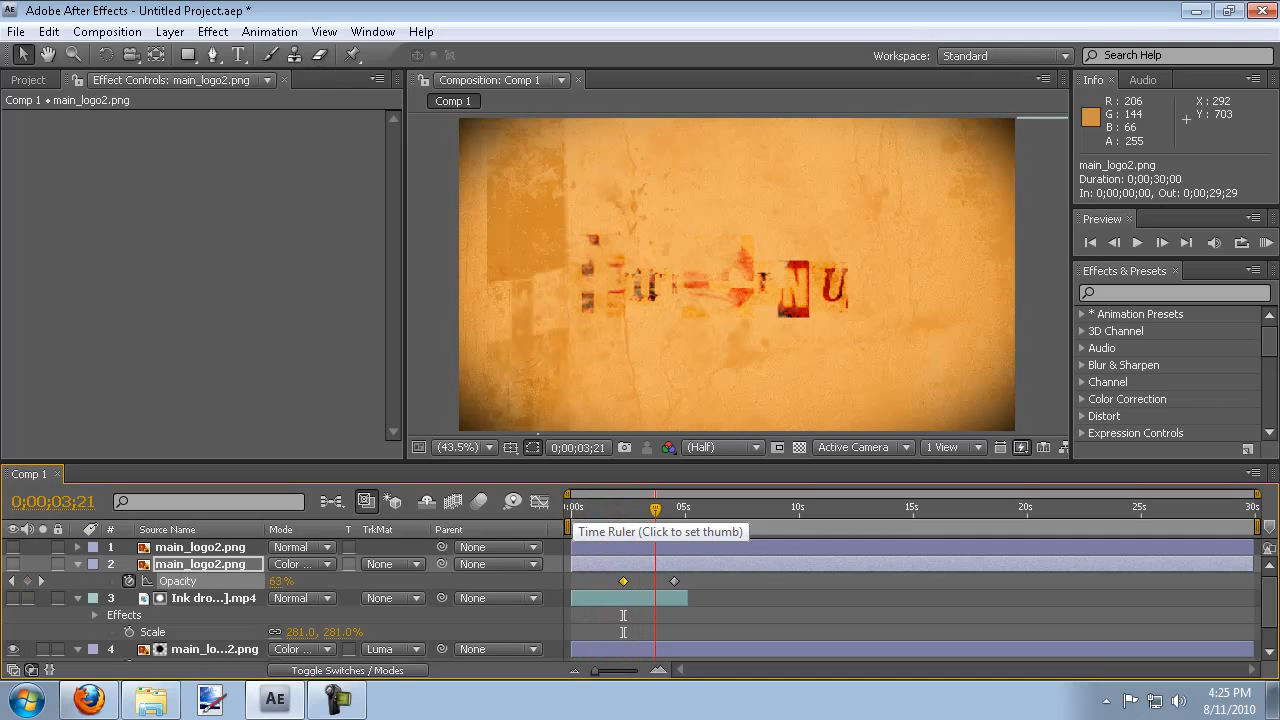 Adobe After Effects - Untitled Project.aep *
File Edit Composition Layer Effect Animation View Window Help
Workspace: Standard Search Help
Project Effect Controls: main_logo2.png Composition: Comp 1 Info Audio
Comp 1 • main_logo2.png
Comp 1
R : 206 X : 292
G : 144 Y : 703
B : 66
A : 255
main_logo2.png
Duration: 0;00;30;00
In: 0;00;00;00, Out: 0;00;29;29
Preview
Effects & Presets
* Animation Presets
3D Channel
Audio
Blur & Sharpen
Channel
Color Correction
Distort
Expression Controls
N U
(43.5%) 0;00;03;21 (Half) Active Camera 1 View
Comp 1
0;00;03;21
:00s 05s 10s 15s 20s 25s 30s
# Source Name Mode T TrkMat Parent
Time Ruler (Click to set thumb)
1 main_logo2.png Normal None
2 main_logo2.png Color ... None None
Opacity 63 %
3 Ink dro...].mp4 Normal None None
Effects
Scale 281.0, 281.0%
4 main_lo...2.png Color ... Luma None
Toggle Switches / Modes
AE
4:25 PM
8/11/2010